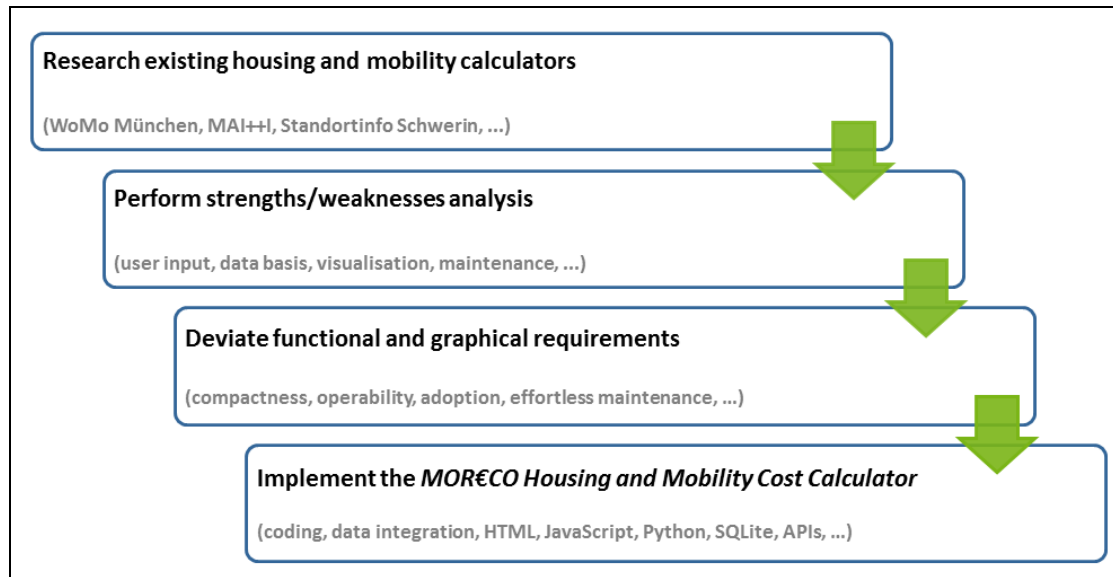 Research existing housing and mobility calculators
(WoMo München, MAI++I, Standortinfo Schwerin, ...)
Perform strengths/weaknesses analysis
(user input, data basis, visualisation, maintenance, ...)
Deviate functional and graphical requirements
(compactness, operability, adoption, effortless maintenance, ...)
Implement the MOR€CO Housing and Mobility Cost Calculator
(coding, data integration, HTML, JavaScript, Python, SQLite, APIs, ...)